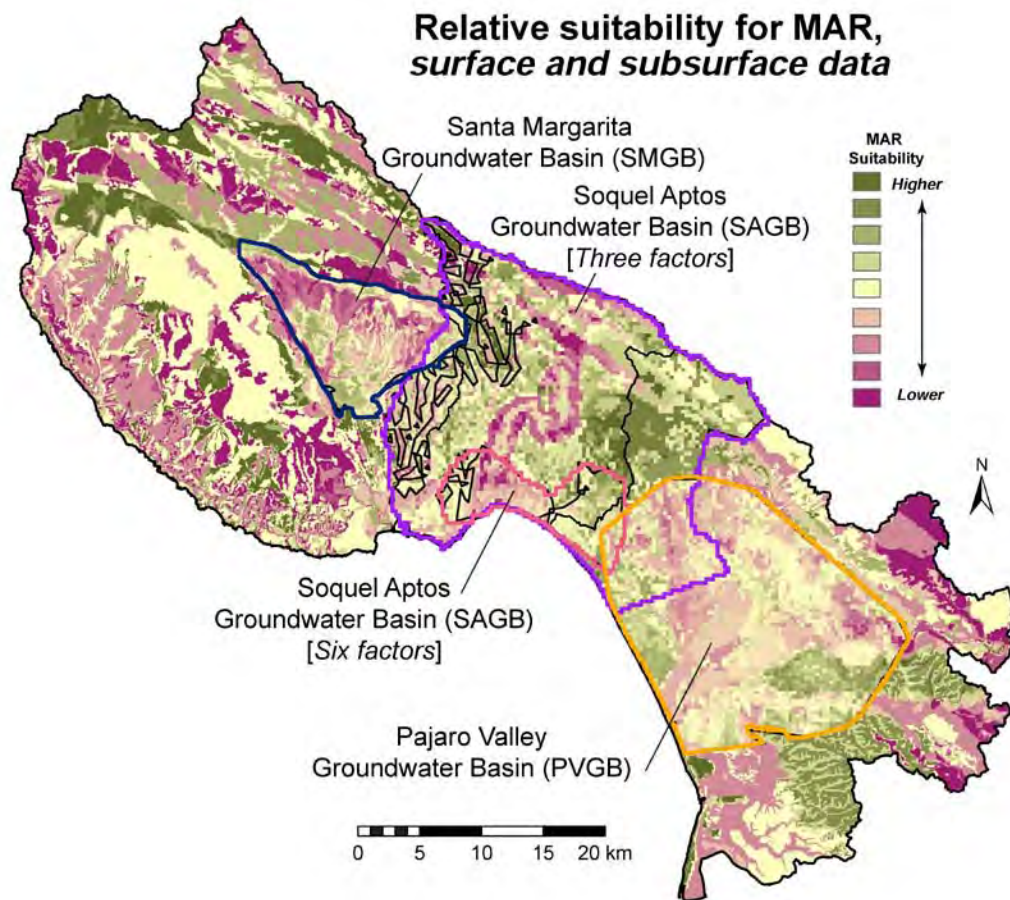 Relative suitability for MAR,
surface and subsurface data
Santa Margarita
Groundwater Basin (SMGB)
Soquel Aptos
Groundwater Basin (SAGB)
[Three factors]
MAR
Suitability
Higher
Lower
N
Soquel Aptos
Groundwater Basin (SAGB)
[Six factors]
Pajaro Valley
Groundwater Basin (PVGB)
0 5 10 15 20 km